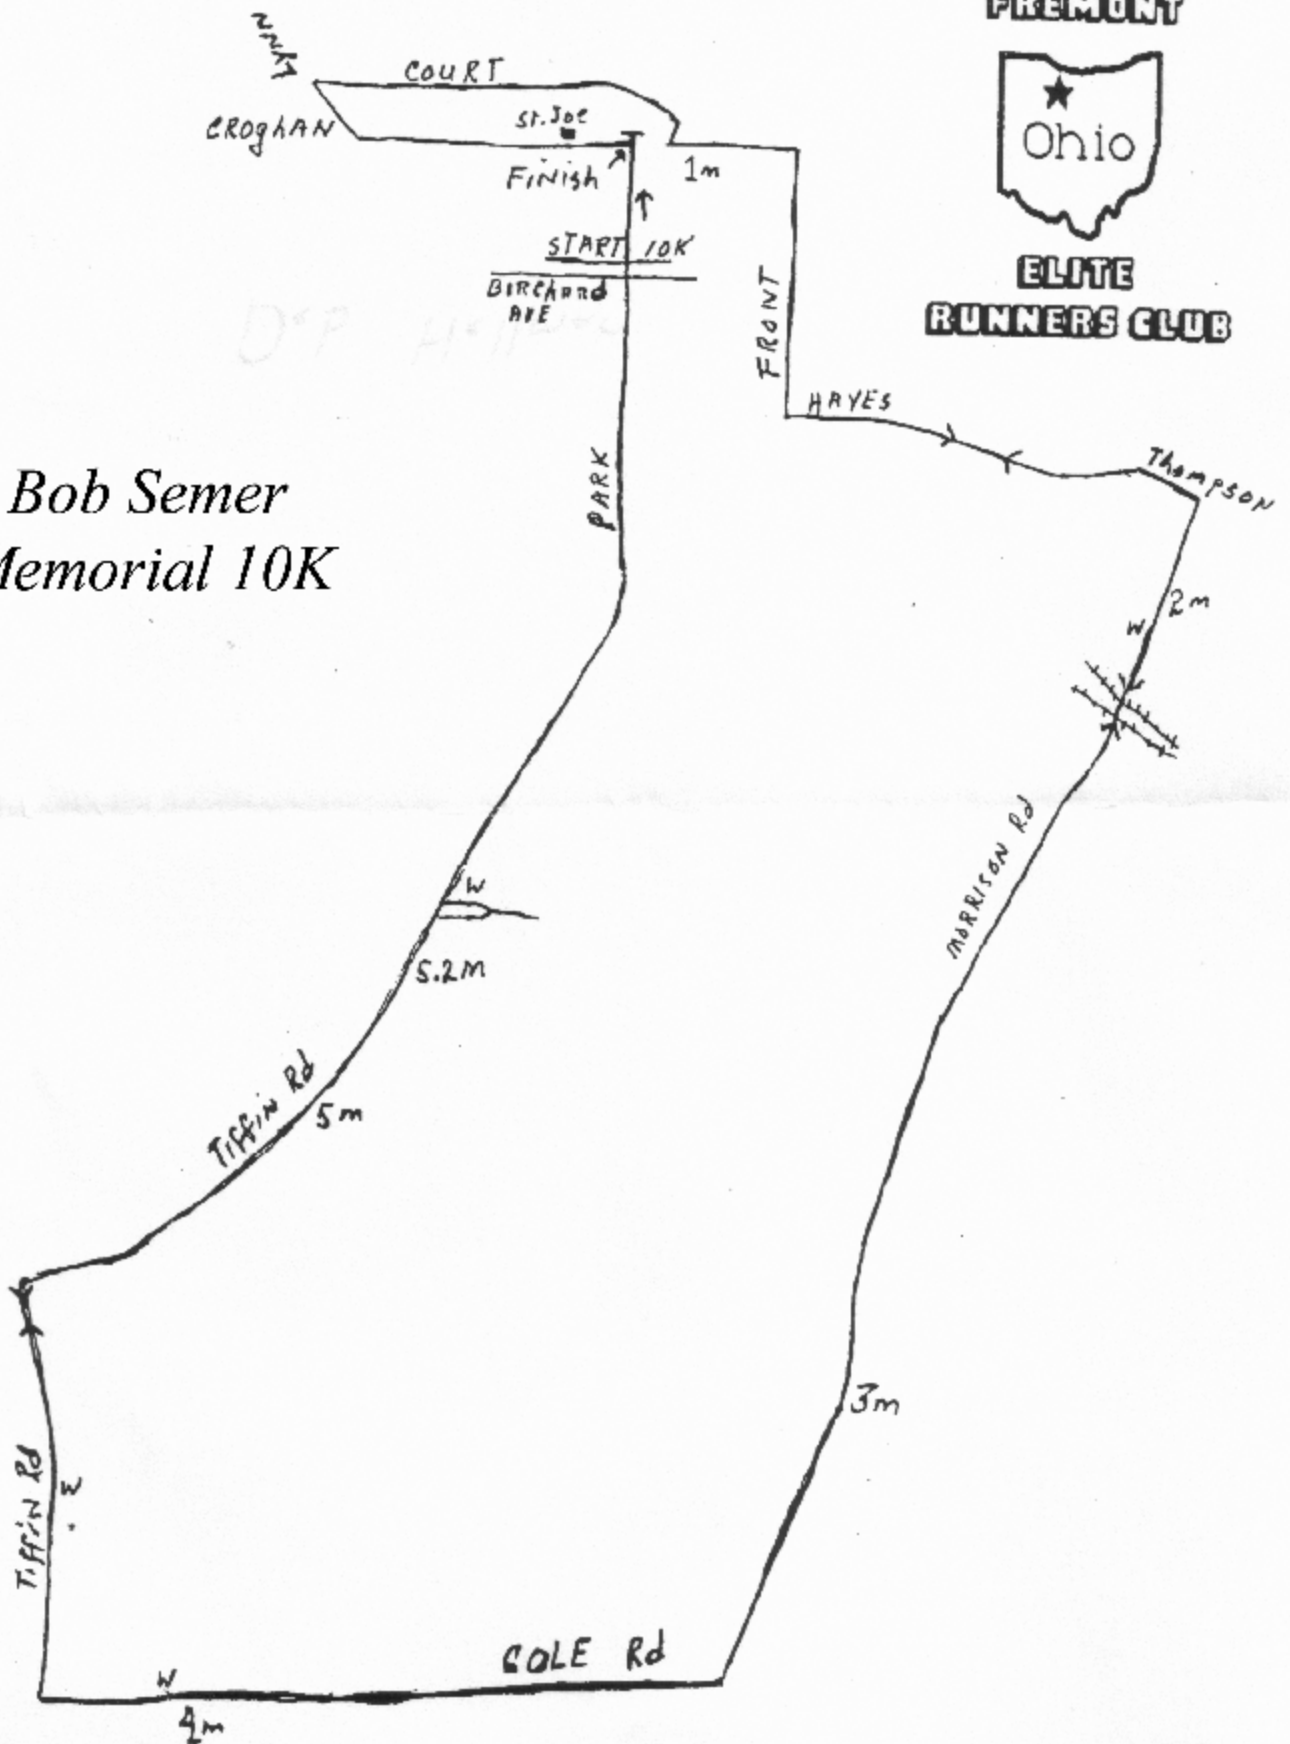 FREMONT
Ohio
ELITE
RUNNERS CLUB
LYNN
COURT
CROghAN
St. Joe
FiNish
1m
START 10K
BIRChARD
AVE
FRONT
HAYES
Thompson
PARK
Bob Semer
Memorial 10K
2m
W
MORRISON Rd
W
5.2m
TiffiN Rd
5m
3m
TiffiN Rd
W
COLE Rd
W
4m